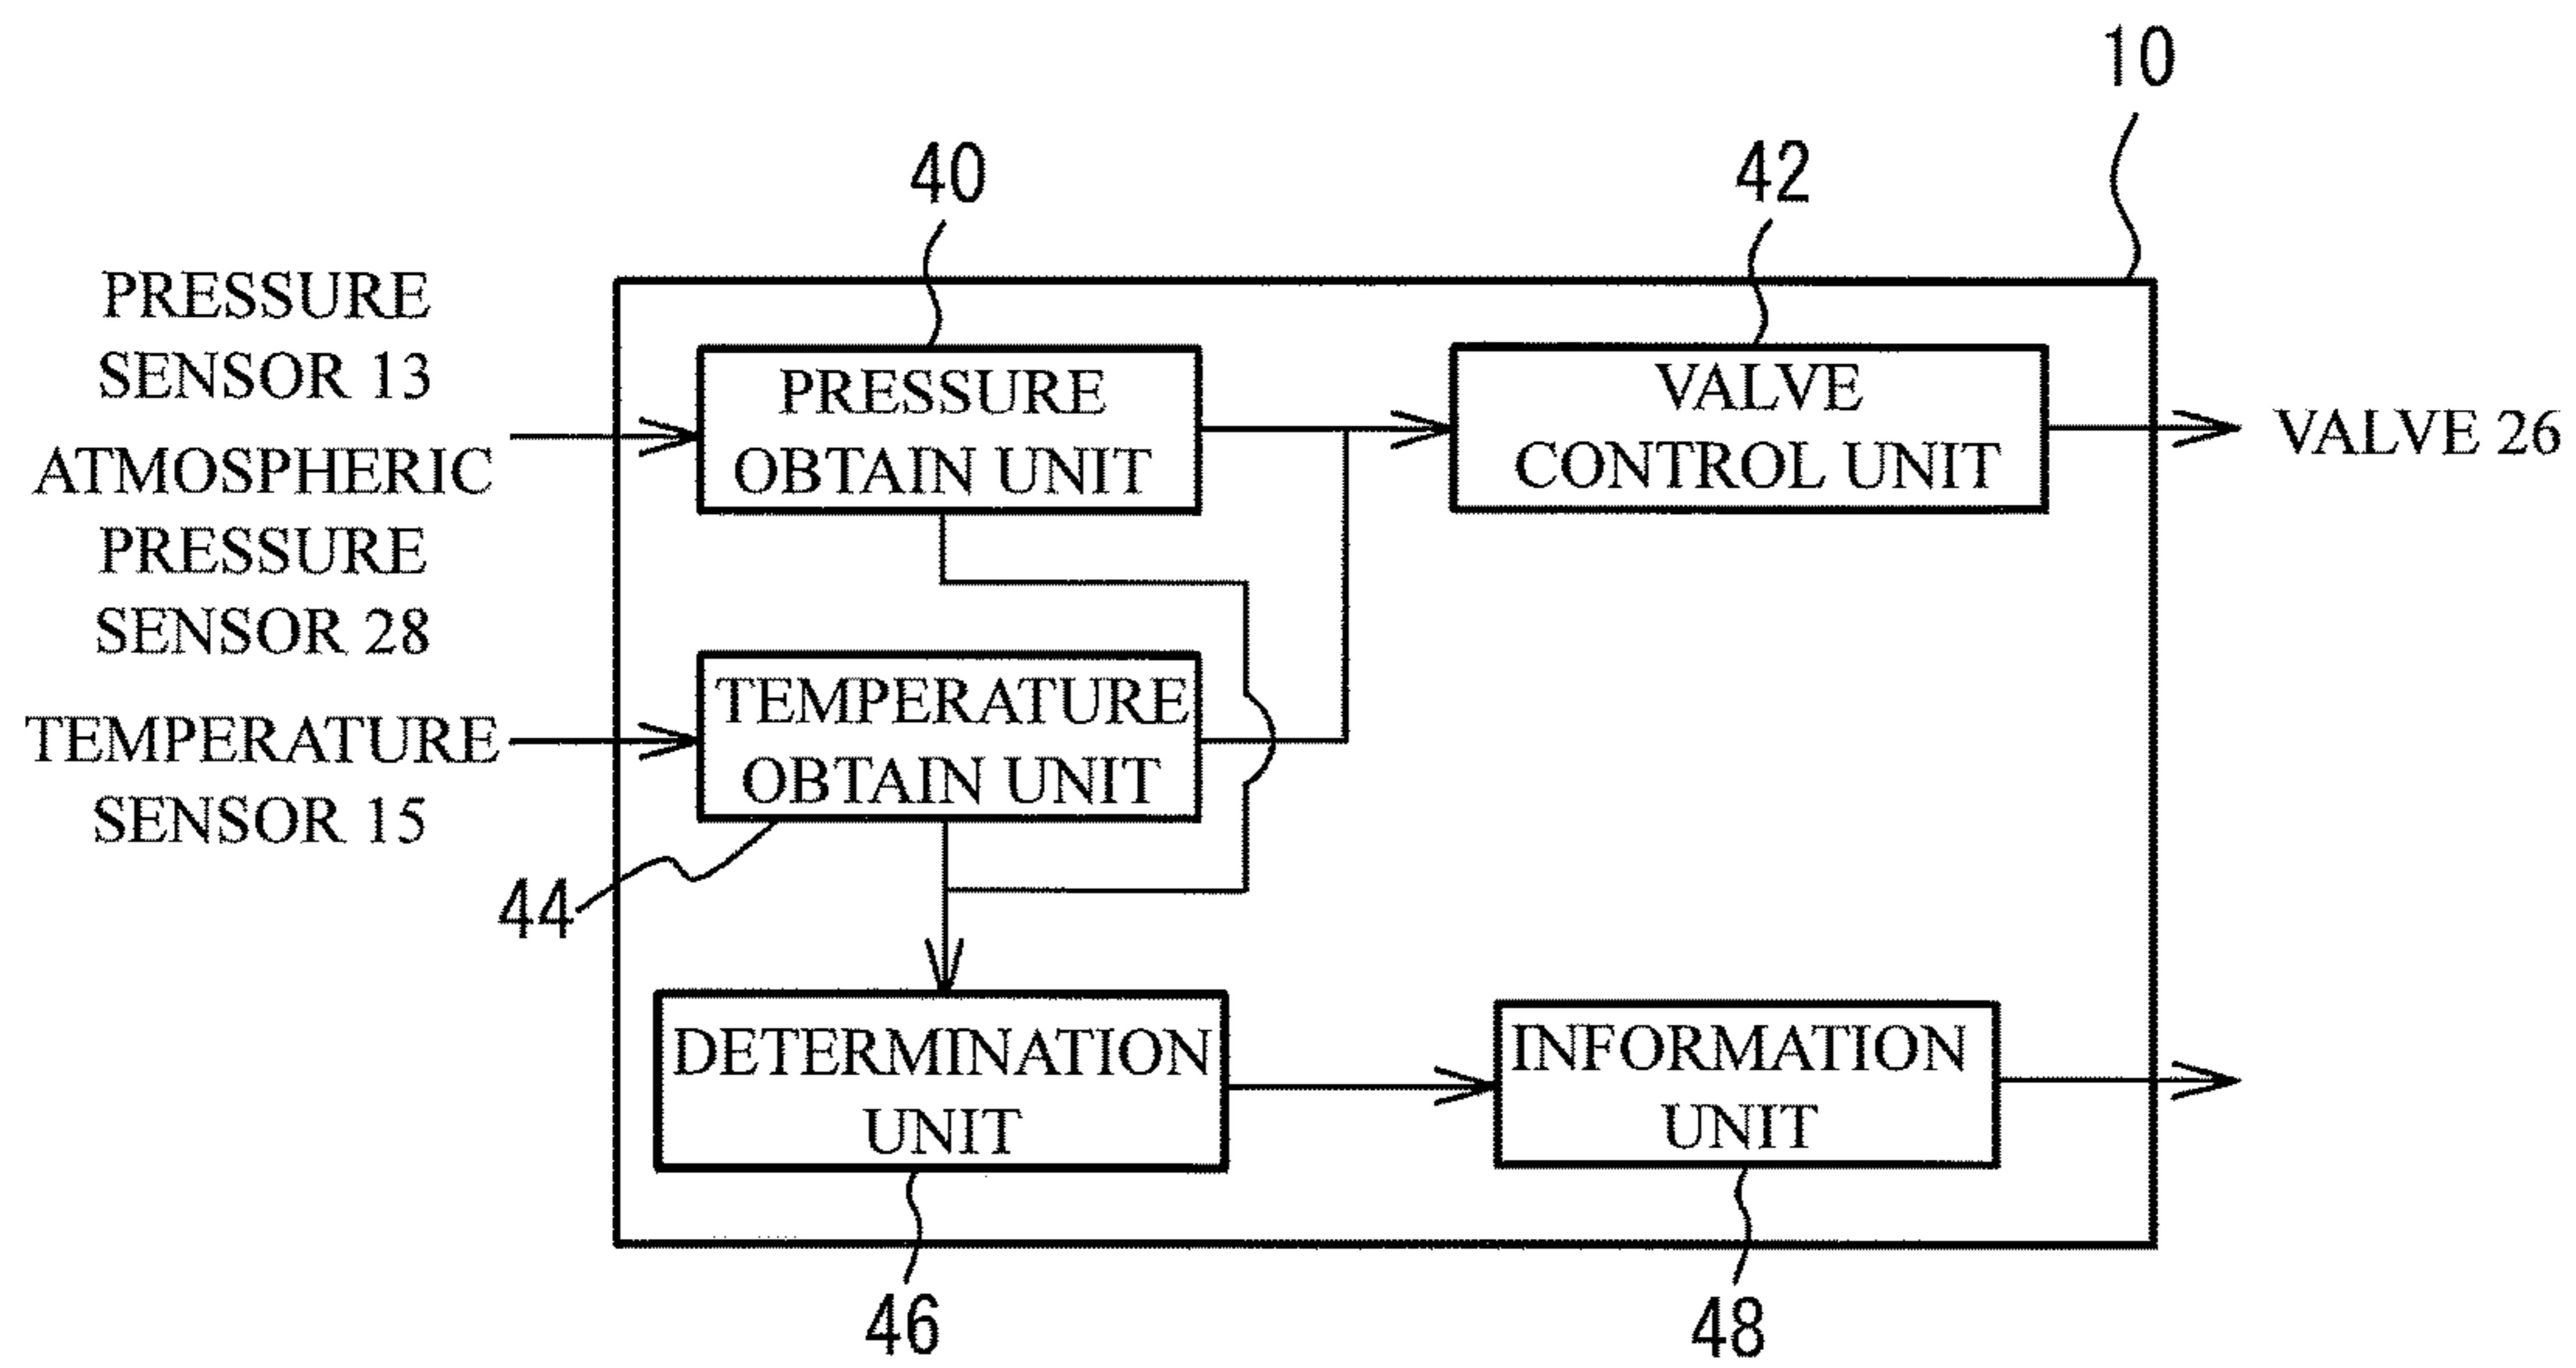 10
40
42
PRESSURE
SENSOR 13
ATMOSPHERIC
PRESSURE
SENSOR 28
TEMPERATURE
SENSOR 15
PRESSURE
OBTAIN UNIT
VALVE
CONTROL UNIT
VALVE 26
TEMPERATURE
OBTAIN UNIT
44
DETERMINATION
UNIT
INFORMATION
UNIT
46
48